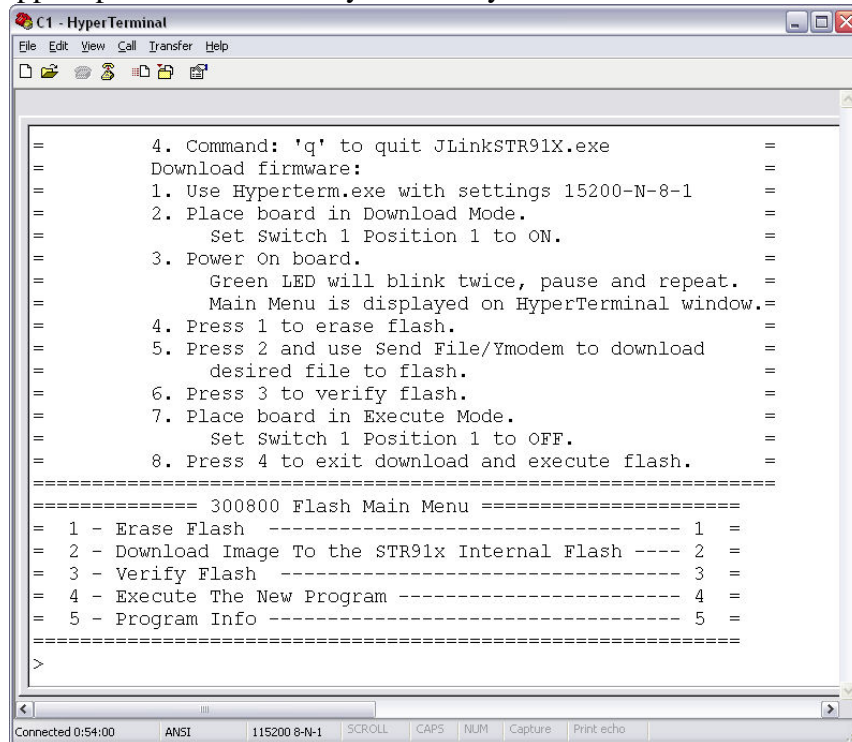 C1 - HyperTerminal
File Edit View Call Transfer Help
= 4. Command: 'q' to quit JLinkSTR91X.exe =
= Download firmware: =
= 1. Use Hyperterm.exe with settings 15200-N-8-1 =
= 2. Place board in Download Mode. =
= Set Switch 1 Position 1 to ON. =
= 3. Power On board. =
= Green LED will blink twice, pause and repeat. =
= Main Menu is displayed on HyperTerminal window.=
= 4. Press 1 to erase flash. =
= 5. Press 2 and use Send File/Ymodem to download =
= desired file to flash. =
= 6. Press 3 to verify flash. =
= 7. Place board in Execute Mode. =
= Set Switch 1 Position 1 to OFF. =
= 8. Press 4 to exit download and execute flash. =
===============================================================
============== 300800 Flash Main Menu ======================
= 1 - Erase Flash ----------------------------------- 1 =
= 2 - Download Image To the STR91x Internal Flash ---- 2 =
= 3 - Verify Flash ---------------------------------- 3 =
= 4 - Execute The New Program ------------------------ 4 =
= 5 - Program Info ----------------------------------- 5 =
============================================================
>
Connected 0:54:00 ANSI 115200 8-N-1 SCROLL CAPS NUM Capture Print echo